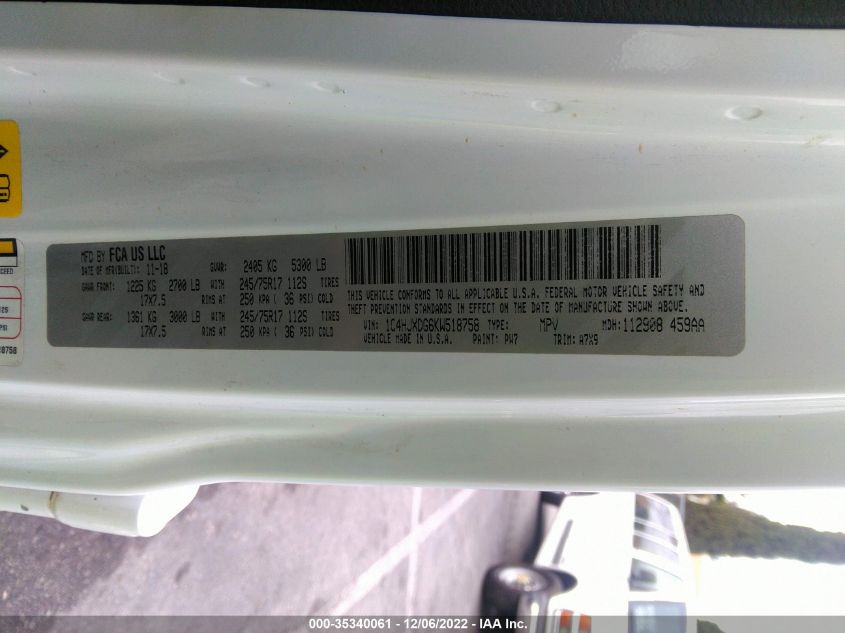 MFD BY FCA US LLC
DATE OF MFR(BUILT): 11-18 GVWR: 2405 KG 5300 LB
GAWR FRONT: 1225 KG 2700 LB WITH 245/75R17 112S TIRES
17X7.5 RIMS AT 250 KPA ( 36 PSI) COLD
GAWR REAR: 1361 KG 3000 LB WITH 245/75R17 112S TIRES
17X7.5 RIMS AT 250 KPA ( 36 PSI) COLD
THIS VEHICLE CONFORMS TO ALL APPLICABLE U.S.A. FEDERAL MOTOR VEHICLE SAFETY AND
THEFT PREVENTION STANDARDS IN EFFECT ON THE DATE OF MANUFACTURE SHOWN ABOVE.
VIN: 1C4HJXDG6KW518758 TYPE: MPV MDH: 112908 459AA
VEHICLE MADE IN U.S.A. PAINT: PW7 TRIM: A7X9
CEED
12S
PSI
18758
000-35340061 - 12/06/2022 - IAA Inc.